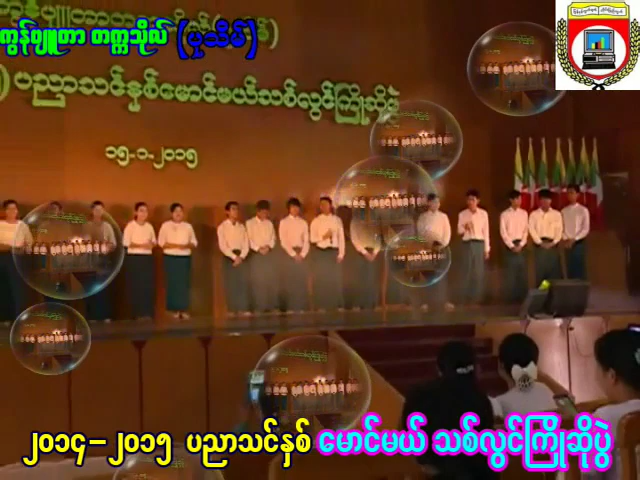 ကွန်ပျူတာ တက္ကသိုလ် (ပုသိမ်)
ပညာသင်နှစ်မောင်မယ်သစ်လွင်ကြိုဆိုပွဲ
၁၅-၁-၂၀၁၅
၂၀၁၄-၂၀၁၅ ပညာသင်နှစ် မောင်မယ် သစ်လွင်ကြိုဆိုပွဲ